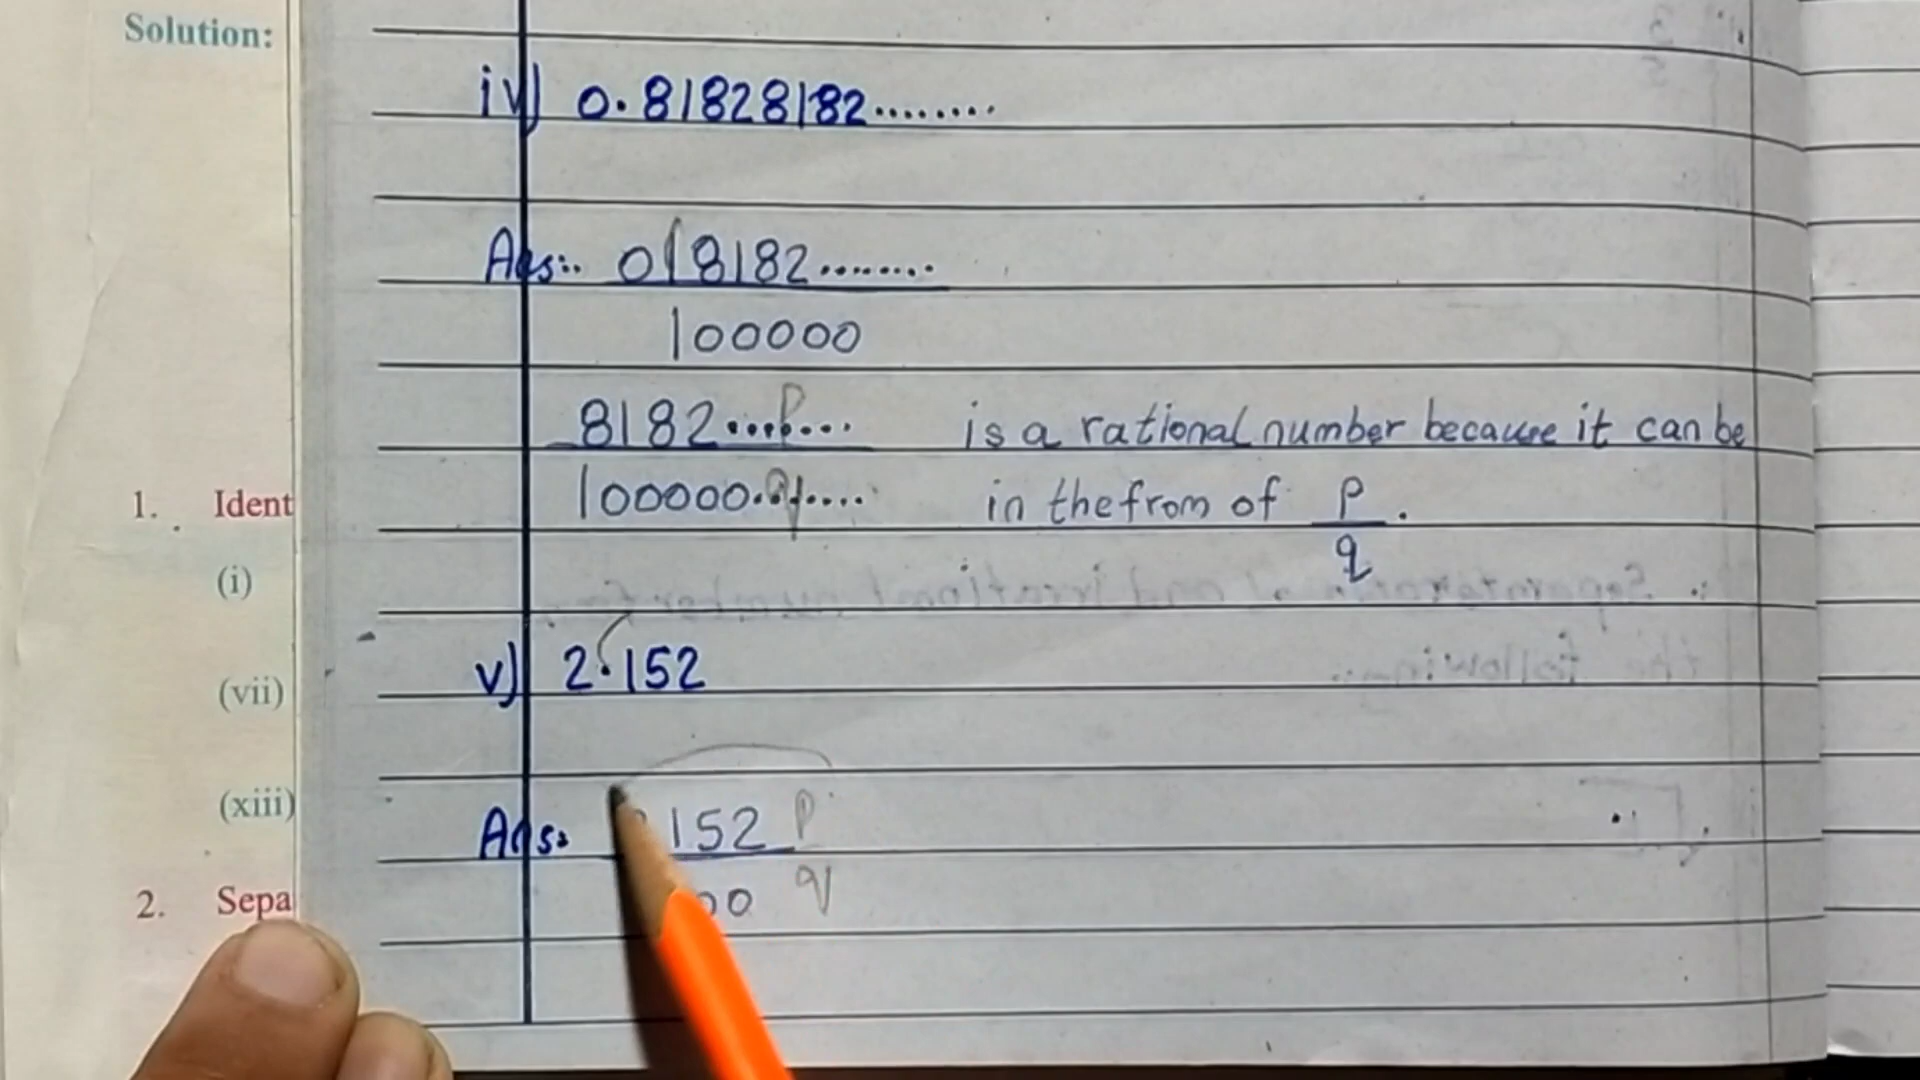 Solution:
iv) 0.81828182........
Ans:. 0/8182........
100000
8182....p... is a rational number because it can be
100000..q.... in the from of p
q
1. Ident
(i)
v) 2.152
(vii)
(xiii)
Ans: 152 p
00 q
2. Sepa